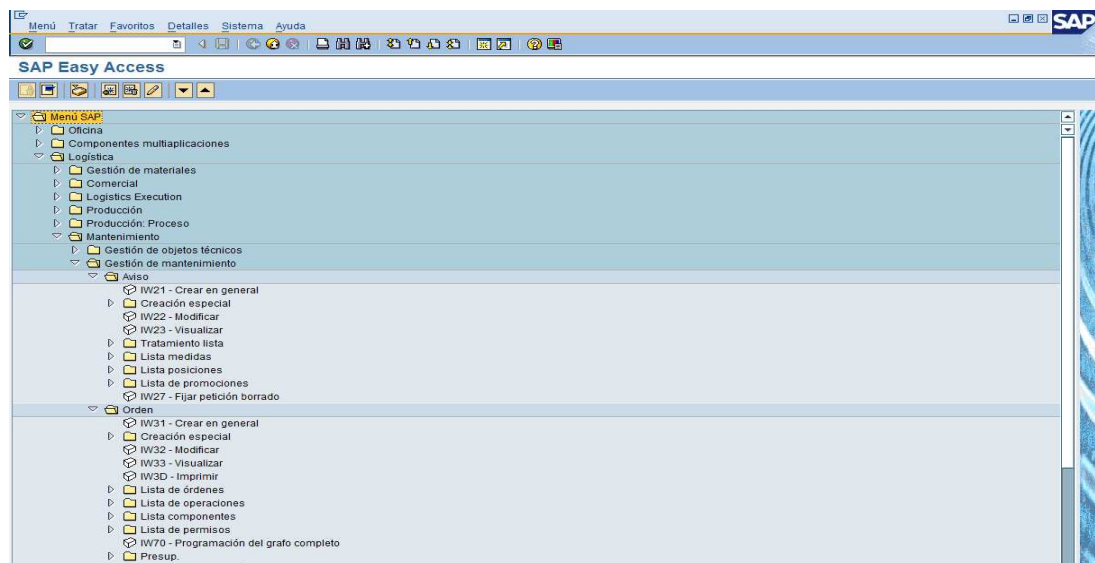 Menú Tratar Favoritos Detalles Sistema Ayuda
SAP
SAP Easy Access
Menú SAP
Oficina
Componentes multiaplicaciones
Logística
Gestión de materiales
Comercial
Logistics Execution
Producción
Producción: Proceso
Mantenimiento
Gestión de objetos técnicos
Gestión de mantenimiento
Aviso
IW21 - Crear en general
Creación especial
IW22 - Modificar
IW23 - Visualizar
Tratamiento lista
Lista medidas
Lista posiciones
Lista de promociones
IW27 - Fijar petición borrado
Orden
IW31 - Crear en general
Creación especial
IW32 - Modificar
IW33 - Visualizar
IW3D - Imprimir
Lista de órdenes
Lista de operaciones
Lista componentes
Lista de permisos
IW70 - Programación del grafo completo
Presup.